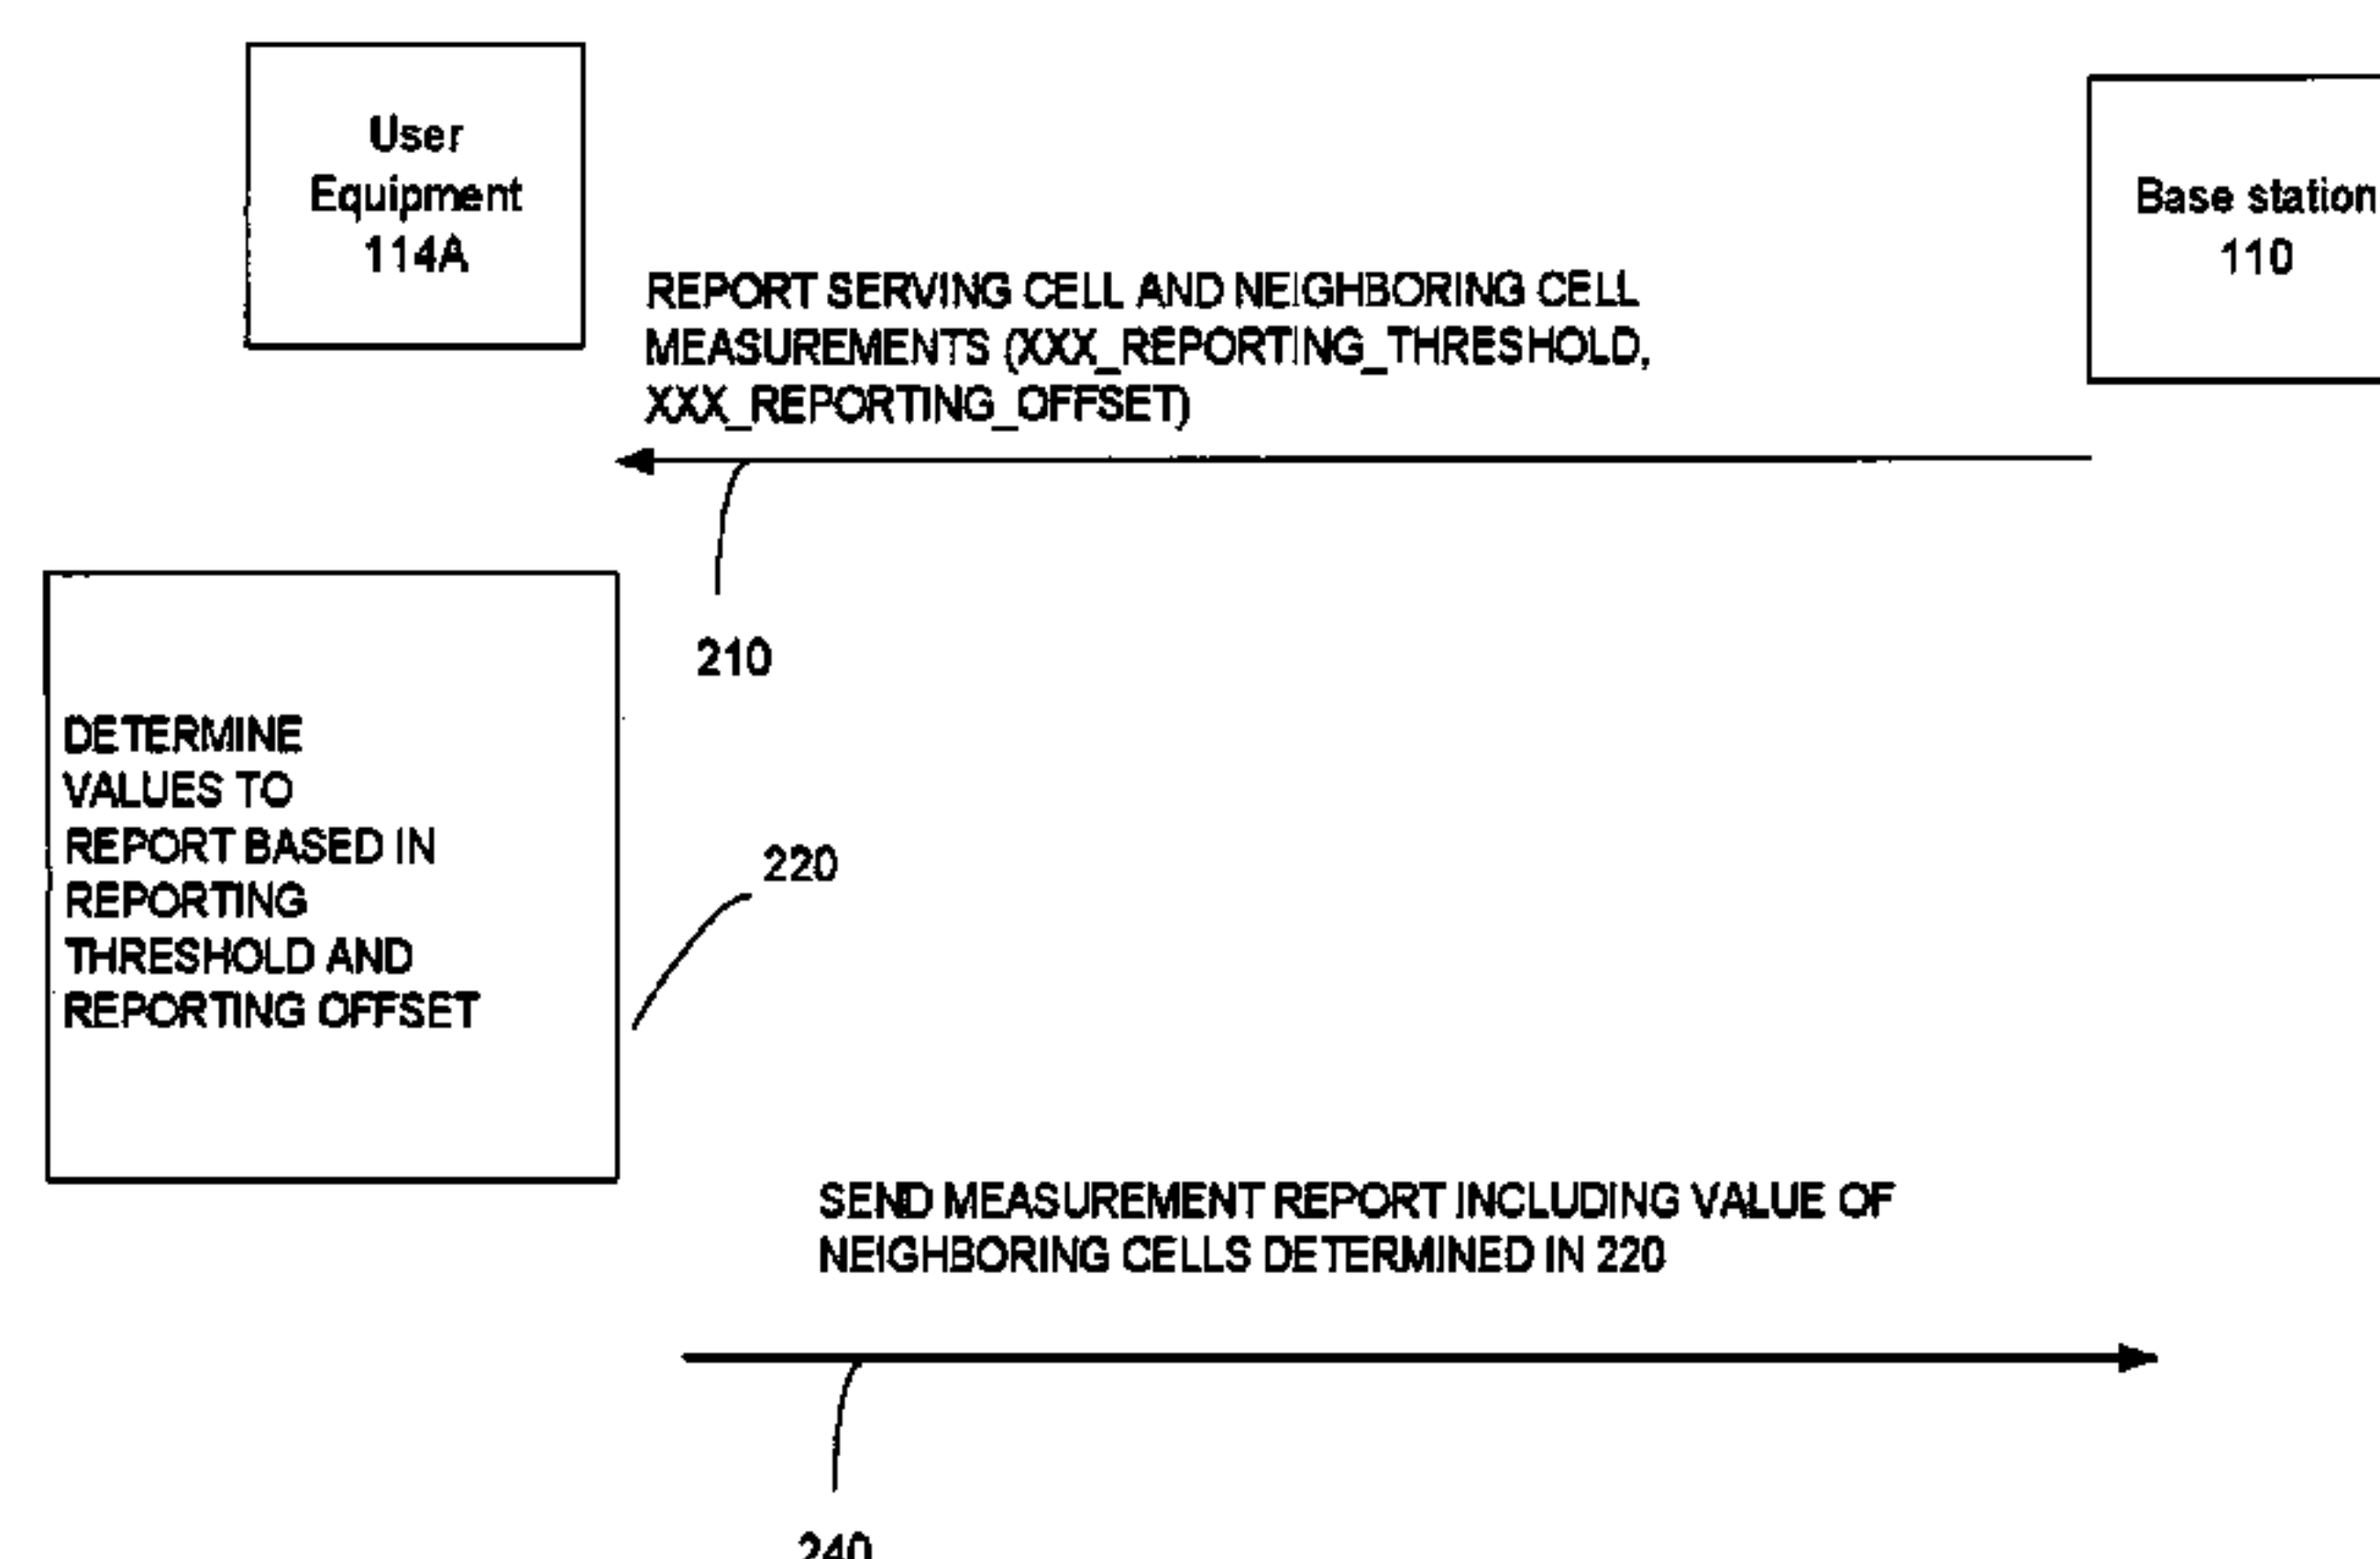 User
Equipment
114A
Base station
110
REPORT SERVING CELL AND NEIGHBORING CELL
MEASUREMENTS (XXX_REPORTING_THRESHOLD,
XXX_REPORTING_OFFSET)
210
DETERMINE
VALUES TO
REPORT BASED IN
REPORTING
THRESHOLD AND
REPORTING OFFSET
220
SEND MEASUREMENT REPORT INCLUDING VALUE OF
NEIGHBORING CELLS DETERMINED IN 220
240